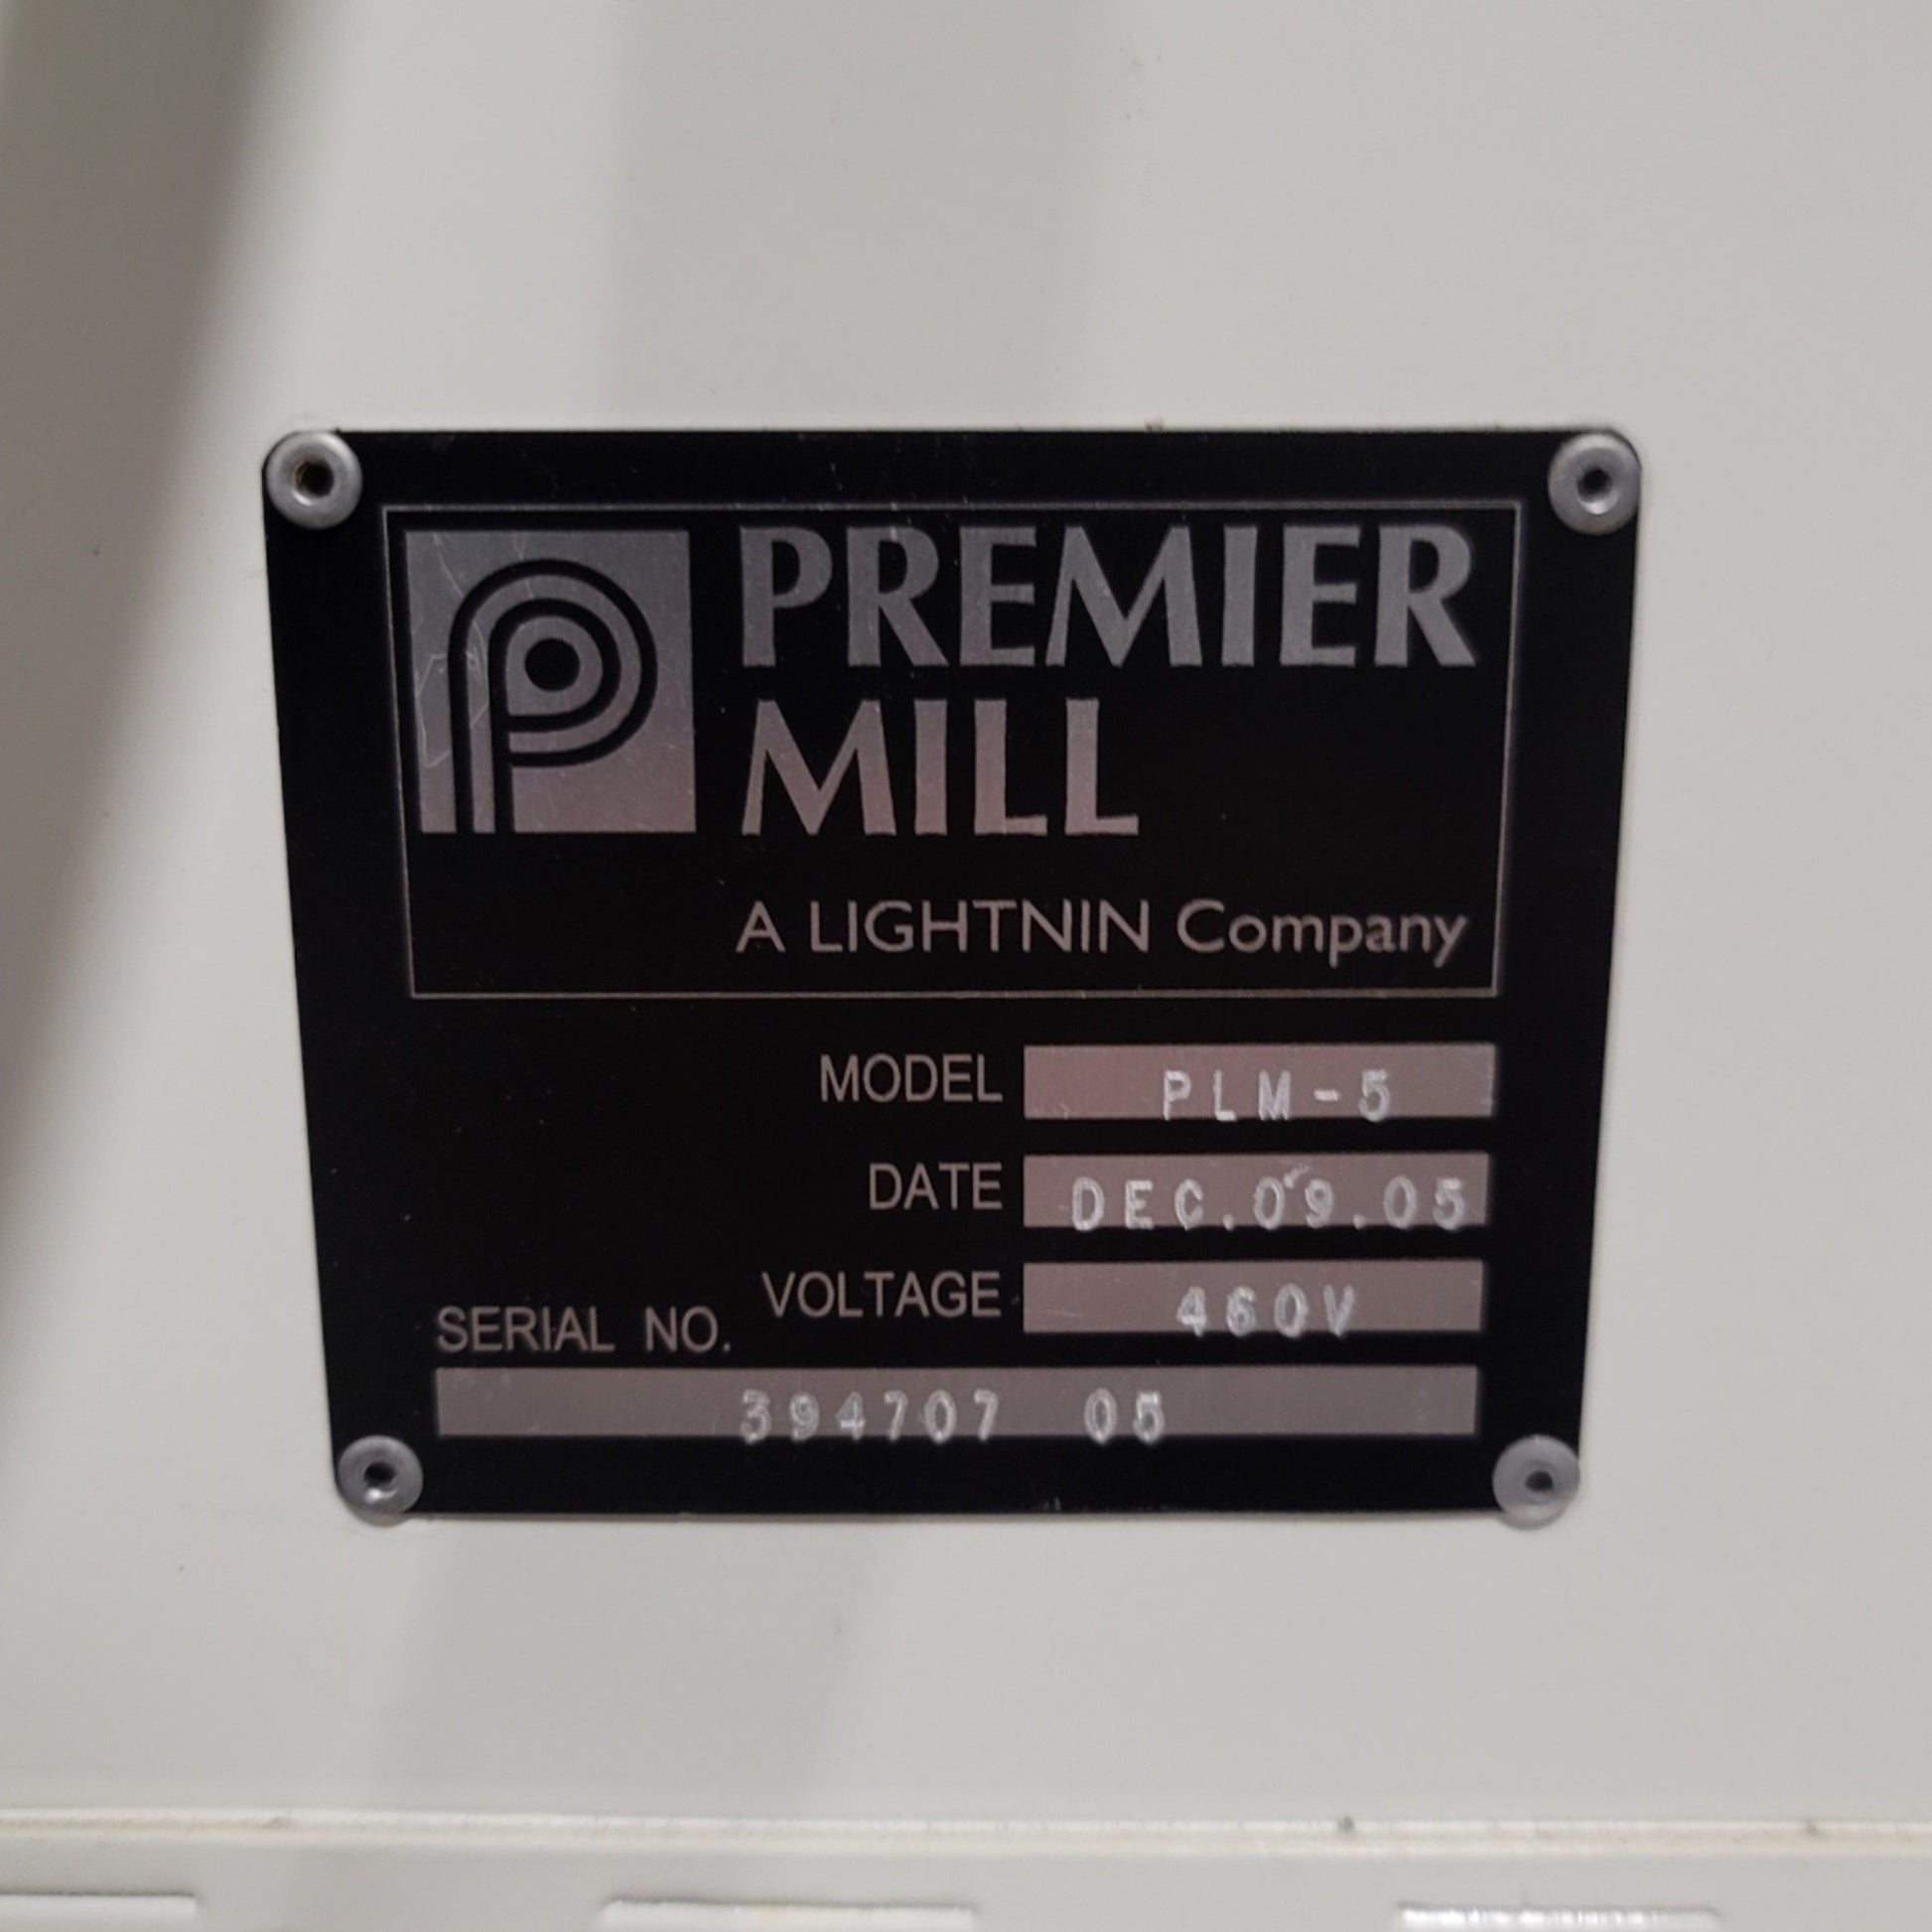 PREMIER
MILL
A LIGHTNIN Company
MODEL PLM-5
DATE DEC.09.05
VOLTAGE 460V
SERIAL NO.
394707 05